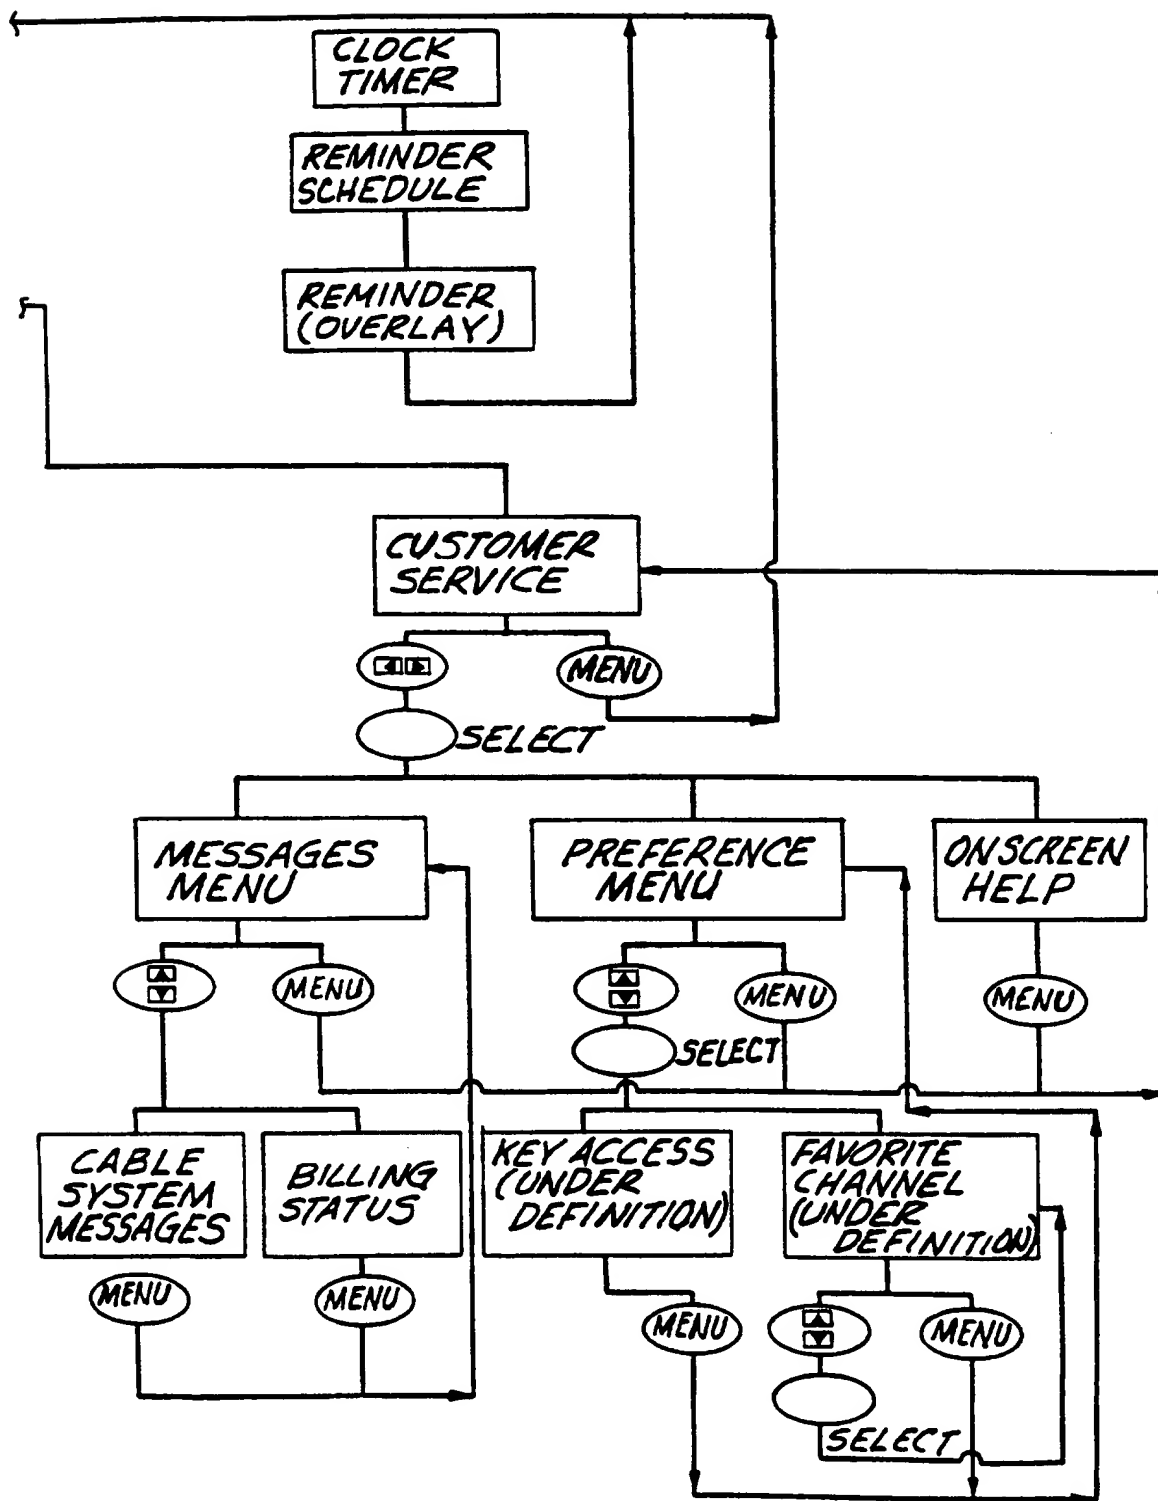 CLOCK
TIMER
REMINDER
SCHEDULE
REMINDER
(OVERLAY)
CUSTOMER
SERVICE
MENU
SELECT
MESSAGES
MENU
PREFERENCE
MENU
ONSCREEN
HELP
MENU
MENU
MENU
SELECT
CABLE
SYSTEM
MESSAGES
BILLING
STATUS
KEY ACCESS
(UNDER
DEFINITION)
FAVORITE
CHANNEL
(UNDER
DEFINITION)
MENU
MENU
MENU
MENU
SELECT